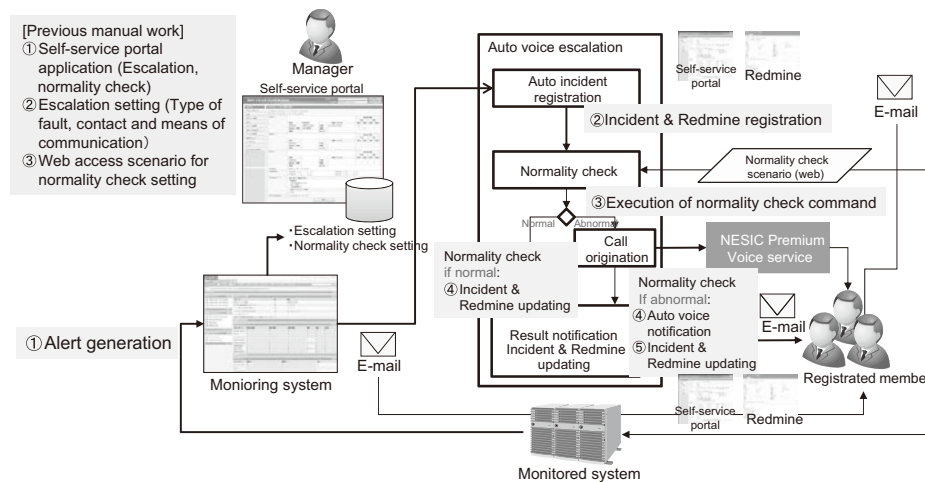 [Previous manual work]
①Self-service portal
application (Escalation,
normality check)
②Escalation setting (Type of
fault, contact and means of
communication)
③Web access scenario for
normality check setting
Manager
Self-service portal
・Escalation setting
・Normality check setting
①Alert generation
Monioring system
E-mail
Auto voice escalation
Auto incident
registration
②Incident & Redmine registration
Normality check
③Execution of normality check command
Normal
Abnormal
Call
origination
Normality check
if normal:
④Incident &
Redmine updating
Normality check
If abnormal:
④Auto voice
notification
⑤Incident &
Redmine updating
Result notification
Incident & Redmine
updating
Self-service
portal
Redmine
E-mail
Normality check
scenario (web)
NESIC Premium
Voice service
E-mail
Registrated member
Self-service
portal
Redmine
Monitored system